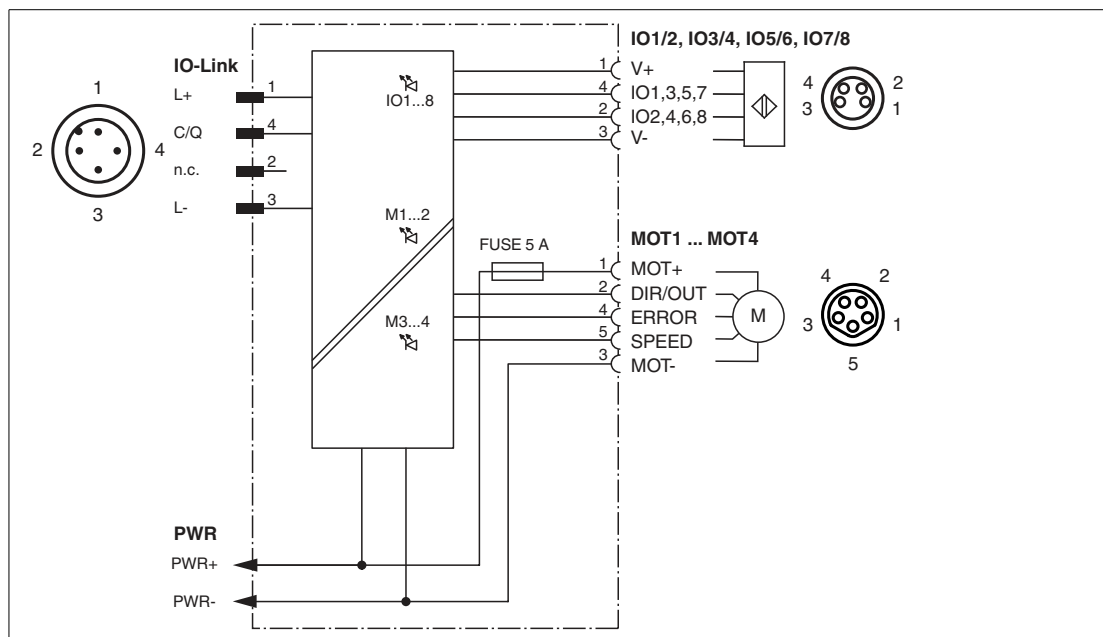 IO1/2, IO3/4, IO5/6, IO7/8
IO-Link
1
2
4
3
L+
1
C/Q
4
n.c.
2
L-
3
IO1...8
M1...2
M3...4
1
V+
4
IO1,3,5,7
2
IO2,4,6,8
3
V-
4
2
3
1
MOT1 ... MOT4
FUSE 5 A
1
MOT+
2
DIR/OUT
4
ERROR
5
SPEED
3
MOT-
M
4
2
3
1
5
PWR
PWR+
PWR-